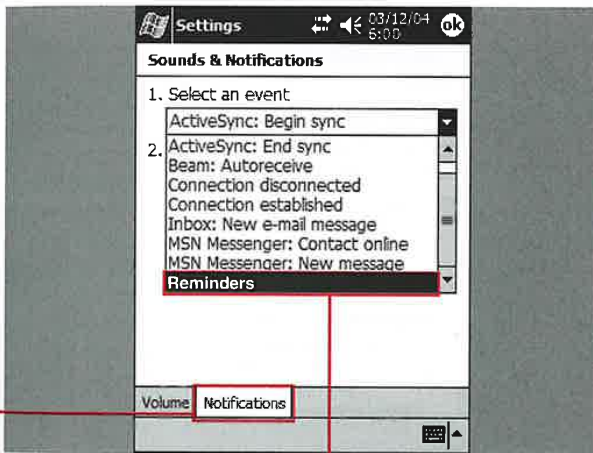 Settings
03/12/04
6:00
ok
Sounds & Notifications
1. Select an event
ActiveSync: Begin sync
2.
ActiveSync: End sync
Beam: Autoreceive
Connection disconnected
Connection established
Inbox: New e-mail message
MSN Messenger: Contact online
MSN Messenger: New message
Reminders
Volume
Notifications